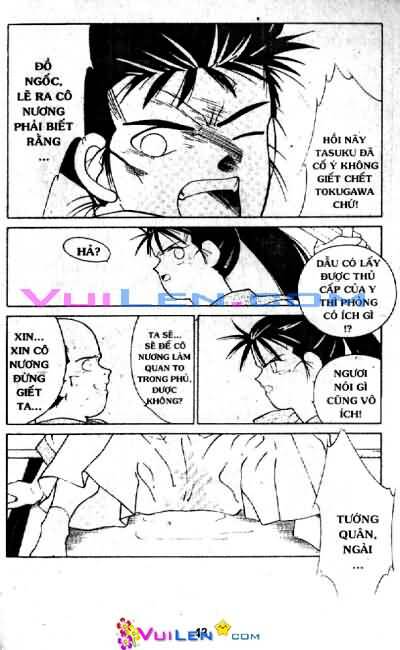 ĐỒ
NGỐC,
LẼ RA CÔ
NƯƠNG
PHẢI BIẾT
RẰNG
...
HỒI NÃY
TASUKU ĐÃ
CỐ Ý KHÔNG
GIẾT CHẾT
TOKUGAWA
CHỨ!
HẢ?
DẪU CÓ LẤY
ĐƯỢC THỦ
CẤP CỦA Y
THÌ PHỎNG
CÓ ÍCH GÌ
!?
VuiLen.com
XIN...
XIN CÔ
NƯƠNG
ĐỪNG
GIẾT
TA...
TA SẼ...
SẼ ĐỂ CÔ
NƯƠNG LÀM
QUAN TO
TRONG PHỦ,
ĐƯỢC
KHÔNG?
NGƯƠI
NÓI GÌ
CŨNG VÔ
ÍCH!
TƯỚNG
QUÂN,
NGÀI
...
VuiLen.com